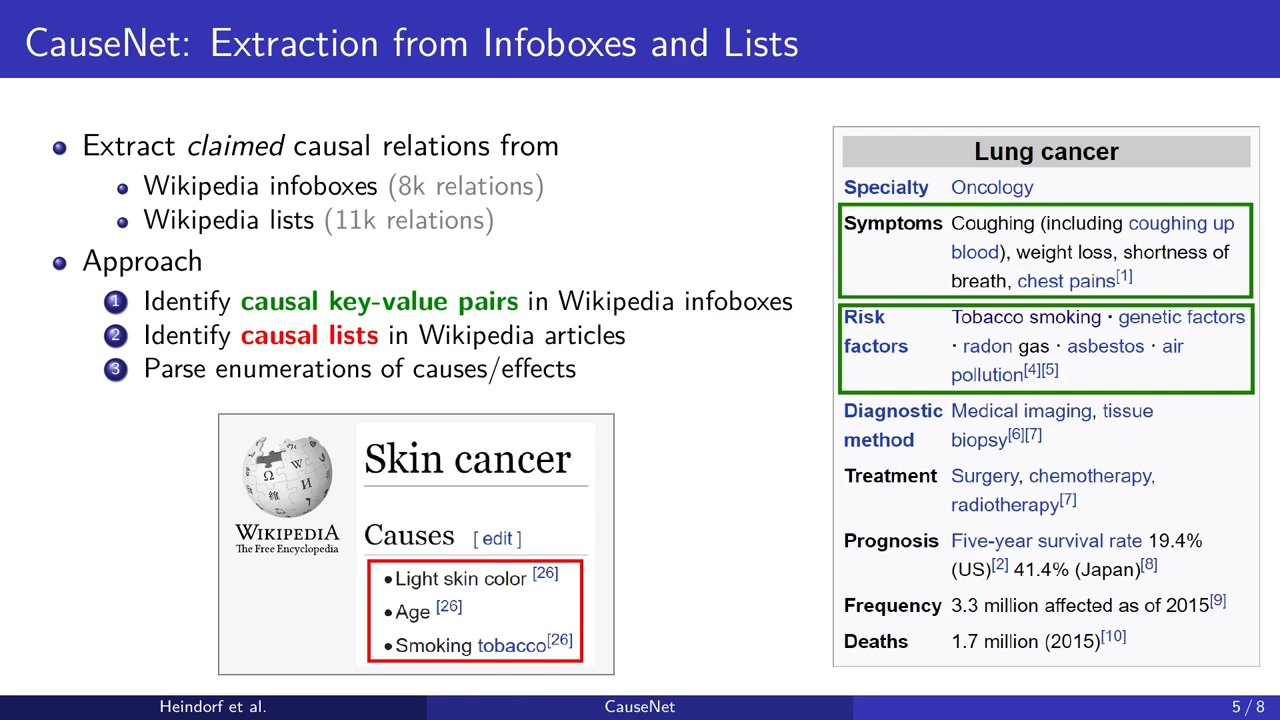 CauseNet: Extraction from Infoboxes and Lists
Extract claimed causal relations from
Wikipedia infoboxes (8k relations)
Wikipedia lists (11k relations)
Approach
1 Identify causal key-value pairs in Wikipedia infoboxes
2 Identify causal lists in Wikipedia articles
3 Parse enumerations of causes/effects
WIKIPEDIA
The Free Encyclopedia
Skin cancer
Causes [ edit ]
•Light skin color [26]
•Age [26]
•Smoking tobacco[26]
Lung cancer
Specialty Oncology
Symptoms Coughing (including coughing up
blood), weight loss, shortness of
breath, chest pains[1]
Risk Tobacco smoking · genetic factors
factors · radon gas · asbestos · air
pollution[4][5]
Diagnostic Medical imaging, tissue
method biopsy[6][7]
Treatment Surgery, chemotherapy,
radiotherapy[7]
Prognosis Five-year survival rate 19.4%
(US)[2] 41.4% (Japan)[8]
Frequency 3.3 million affected as of 2015[9]
Deaths 1.7 million (2015)[10]
Heindorf et al.
CauseNet
5 / 8